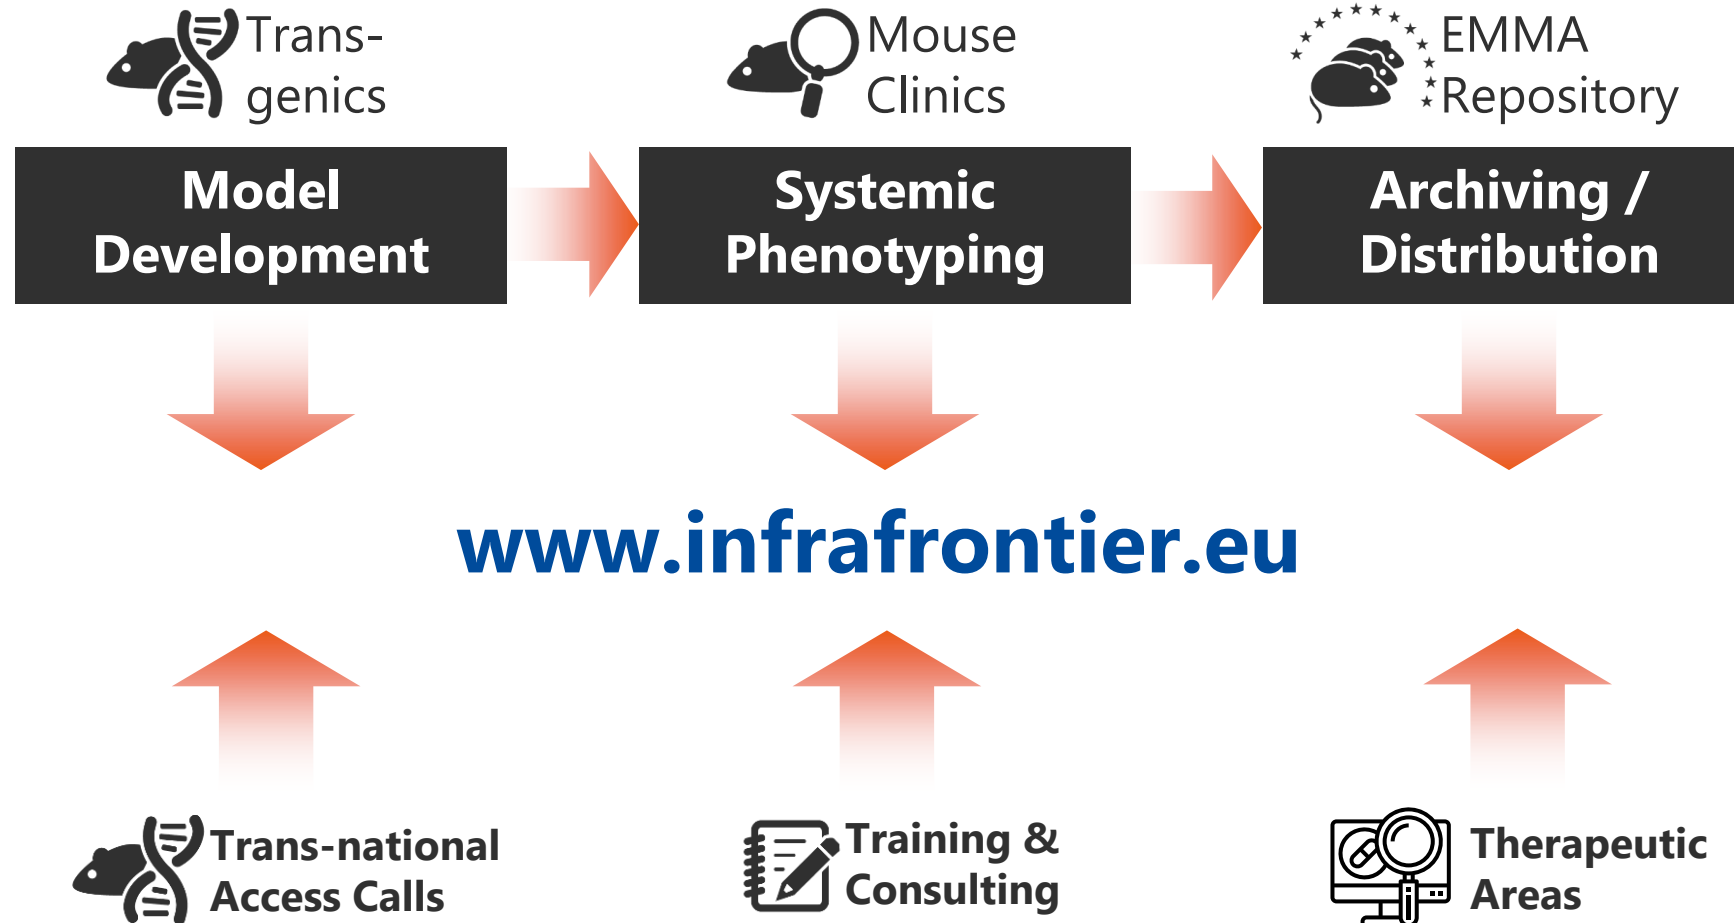 Trans-
genics
Mouse
Clinics
EMMA
Repository
Model
Development
Systemic
Phenotyping
Archiving /
Distribution
www.infrafrontier.eu
Trans-national
Access Calls
Training &
Consulting
Therapeutic
Areas